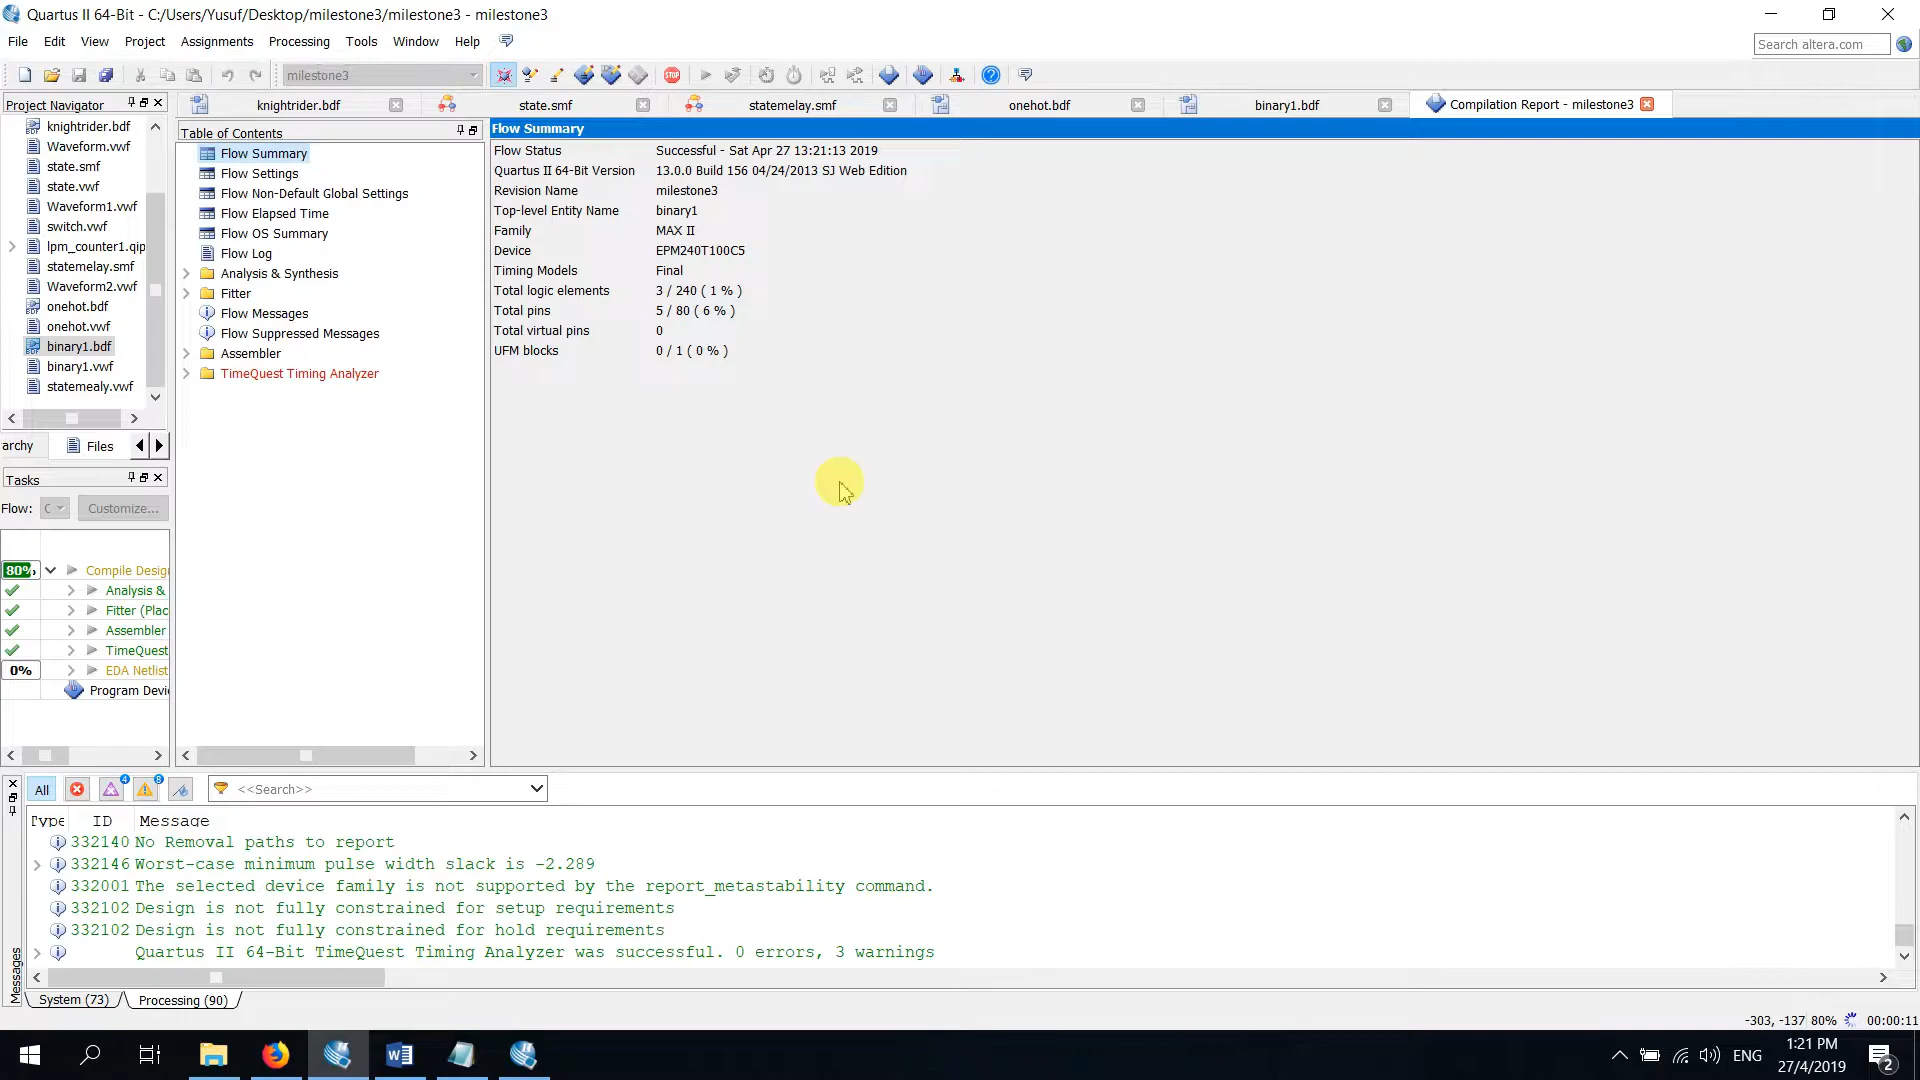 Quartus II 64-Bit - C:/Users/Yusuf/Desktop/milestone3/milestone3 - milestone3
File Edit View Project Assignments Processing Tools Window Help
Search altera.com
milestone3
STOP
Project Navigator
knightrider.bdf
Waveform.vwf
state.smf
state.vwf
Waveform1.vwf
switch.vwf
lpm_counter1.qip
statemelay.smf
Waveform2.vwf
onehot.bdf
onehot.vwf
binary1.bdf
binary1.vwf
statemealy.vwf
archy Files
Tasks
Flow: C Customize...
80% Compile Desig
Analysis &
Fitter (Plac
Assembler
TimeQuest
0% EDA Netlist
Program Devi
knightrider.bdf state.smf statemelay.smf onehot.bdf binary1.bdf Compilation Report - milestone3
Table of Contents
Flow Summary
Flow Settings
Flow Non-Default Global Settings
Flow Elapsed Time
Flow OS Summary
Flow Log
Analysis & Synthesis
Fitter
Flow Messages
Flow Suppressed Messages
Assembler
TimeQuest Timing Analyzer
Flow Summary
Flow Status Successful - Sat Apr 27 13:21:13 2019
Quartus II 64-Bit Version 13.0.0 Build 156 04/24/2013 SJ Web Edition
Revision Name milestone3
Top-level Entity Name binary1
Family MAX II
Device EPM240T100C5
Timing Models Final
Total logic elements 3 / 240 ( 1 % )
Total pins 5 / 80 ( 6 % )
Total virtual pins 0
UFM blocks 0 / 1 ( 0 % )
All 4 8 <<Search>>
Type ID Message
332140 No Removal paths to report
332146 Worst-case minimum pulse width slack is -2.289
332001 The selected device family is not supported by the report_metastability command.
332102 Design is not fully constrained for setup requirements
332102 Design is not fully constrained for hold requirements
Quartus II 64-Bit TimeQuest Timing Analyzer was successful. 0 errors, 3 warnings
Messages
System (73) Processing (90)
-303, -137 80% 00:00:11
ENG
1:21 PM
27/4/2019
2